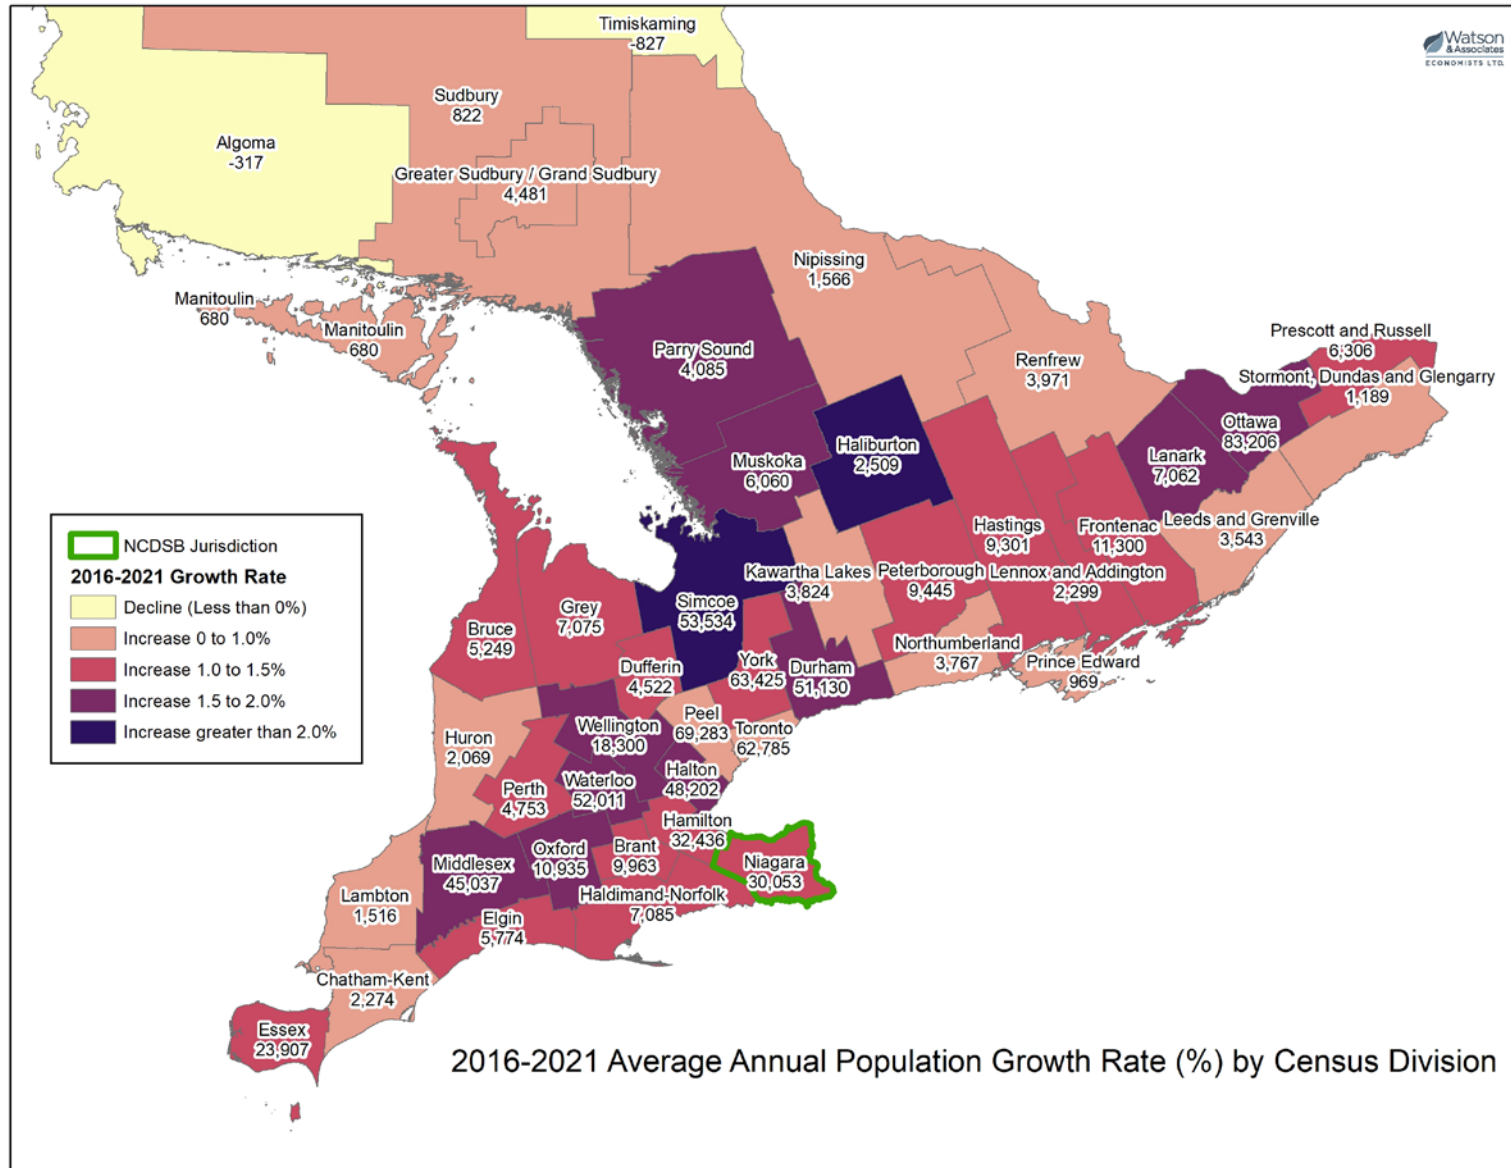 Timiskaming
-827
Watson
& Associates
ECONOMISTS LTD.
Sudbury
822
Algoma
-317
Greater Sudbury / Grand Sudbury
4,481
Nipissing
1,566
Manitoulin
680
Manitoulin
680
Parry Sound
4,085
Renfrew
3,971
Prescott and Russell
6,306
Stormont, Dundas and Glengarry
1,189
Ottawa
83,206
Haliburton
2,509
Muskoka
6,060
Lanark
7,062
Leeds and Grenville
3,543
Hastings
9,301
Frontenac
11,300
NCDSB Jurisdiction
2016-2021 Growth Rate
Decline (Less than 0%)
Increase 0 to 1.0%
Increase 1.0 to 1.5%
Increase 1.5 to 2.0%
Increase greater than 2.0%
Kawartha Lakes
3,824
Peterborough
9,445
Lennox and Addington
2,299
Simcoe
53,534
Grey
7,075
Bruce
5,249
Northumberland
3,767
Prince Edward
969
Dufferin
4,522
York
63,425
Durham
51,130
Peel
69,283
Toronto
62,785
Wellington
18,300
Huron
2,069
Halton
48,202
Waterloo
52,011
Perth
4,753
Hamilton
32,436
Brant
9,963
Oxford
10,935
Middlesex
45,037
Niagara
30,053
Lambton
1,516
Haldimand-Norfolk
7,085
Elgin
5,774
Chatham-Kent
2,274
Essex
23,907
2016-2021 Average Annual Population Growth Rate (%) by Census Division